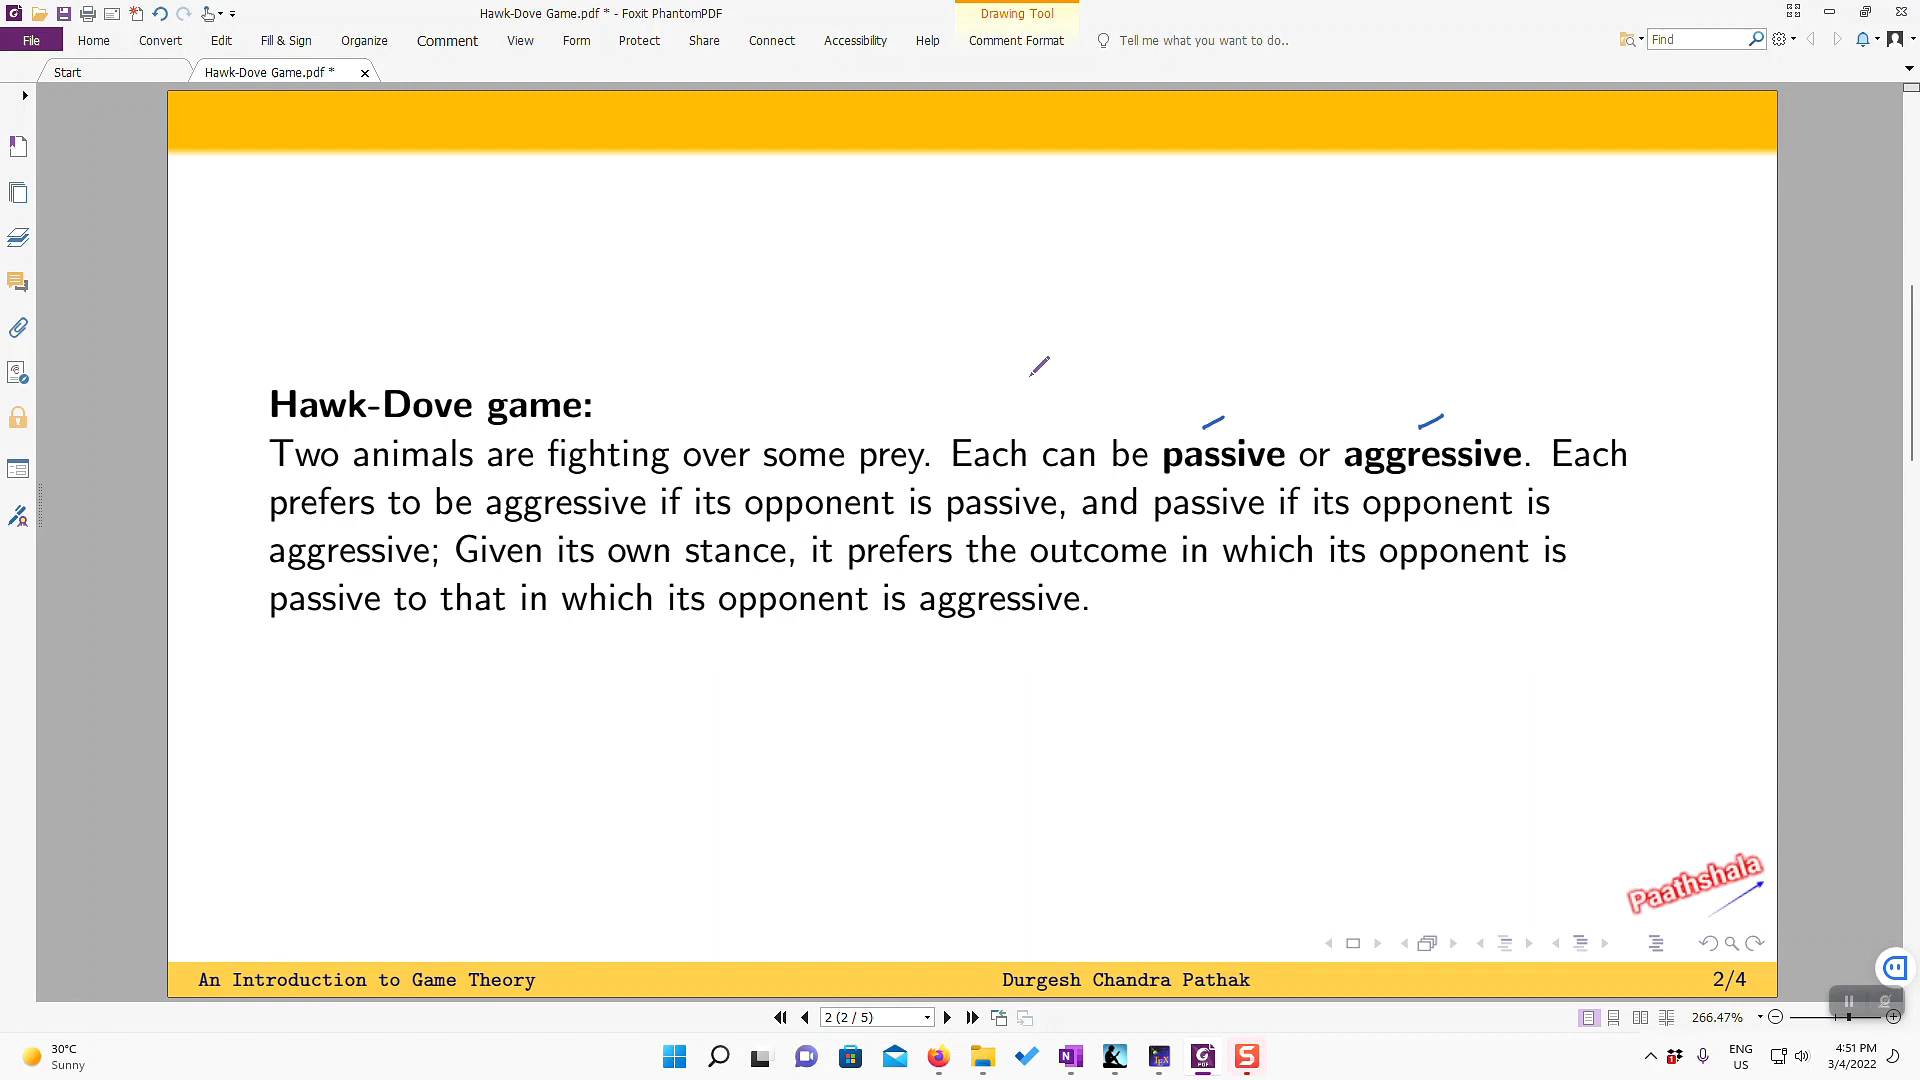 Hawk-Dove Game.pdf * - Foxit PhantomPDF
Drawing Tool
File Home Convert Edit Fill & Sign Organize Comment View Form Protect Share Connect Accessibility Help Comment Format Tell me what you want to do.. Find
Start Hawk-Dove Game.pdf *
Hawk-Dove game:
Two animals are fighting over some prey. Each can be passive or aggressive. Each
prefers to be aggressive if its opponent is passive, and passive if its opponent is
aggressive; Given its own stance, it prefers the outcome in which its opponent is
passive to that in which its opponent is aggressive.
Paathshala
An Introduction to Game Theory Durgesh Chandra Pathak 2/4
2 (2 / 5) 266.47%
30°C
Sunny
ENG
US
4:51 PM
3/4/2022